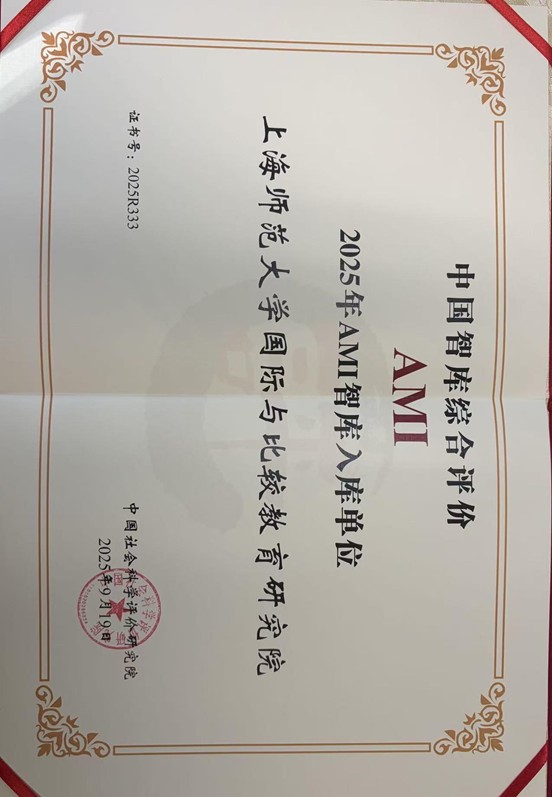 中国智库综合评价
AMI
2025年AMI智库入库单位
上海师范大学国际与比较教育研究院
证书号：2025R333
中国社会科学评价研究院
2025年9月19日